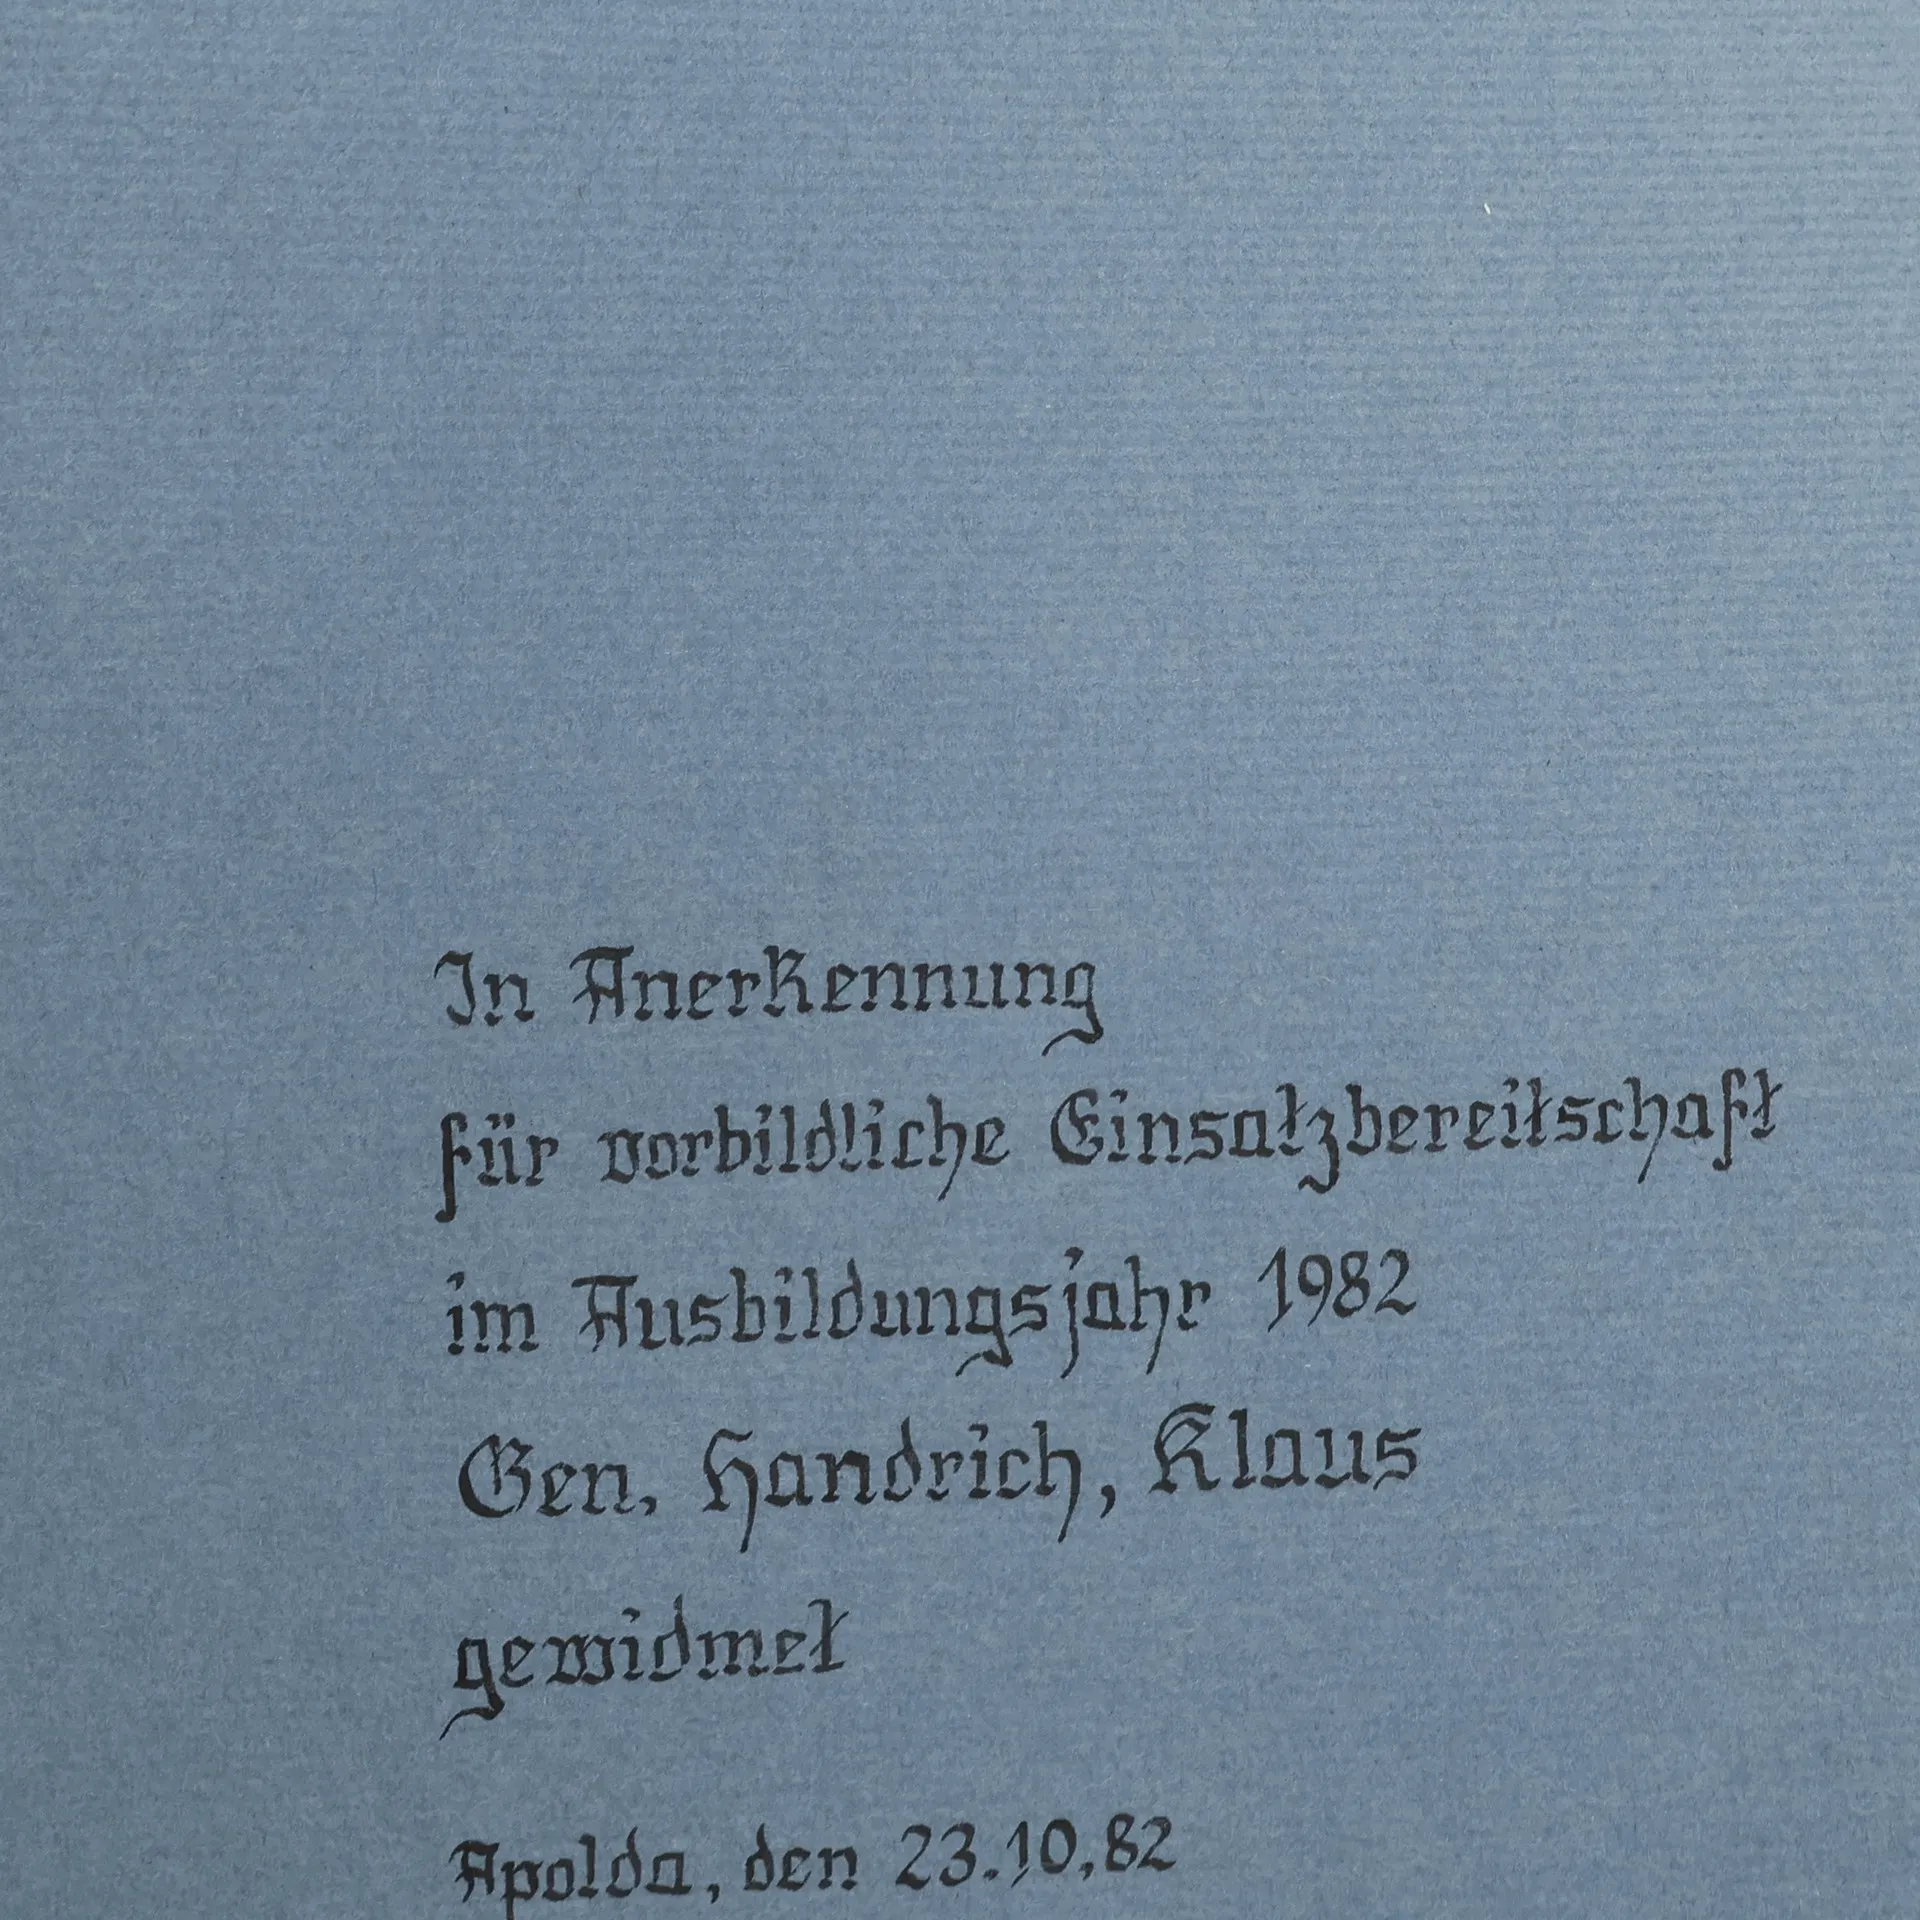 In Anerkennung
für vorbildliche Einsatzbereitschaft
im Ausbildungsjahr 1982
Gen. Handrich, Klaus
gewidmet
Apolda, den 23.10.82